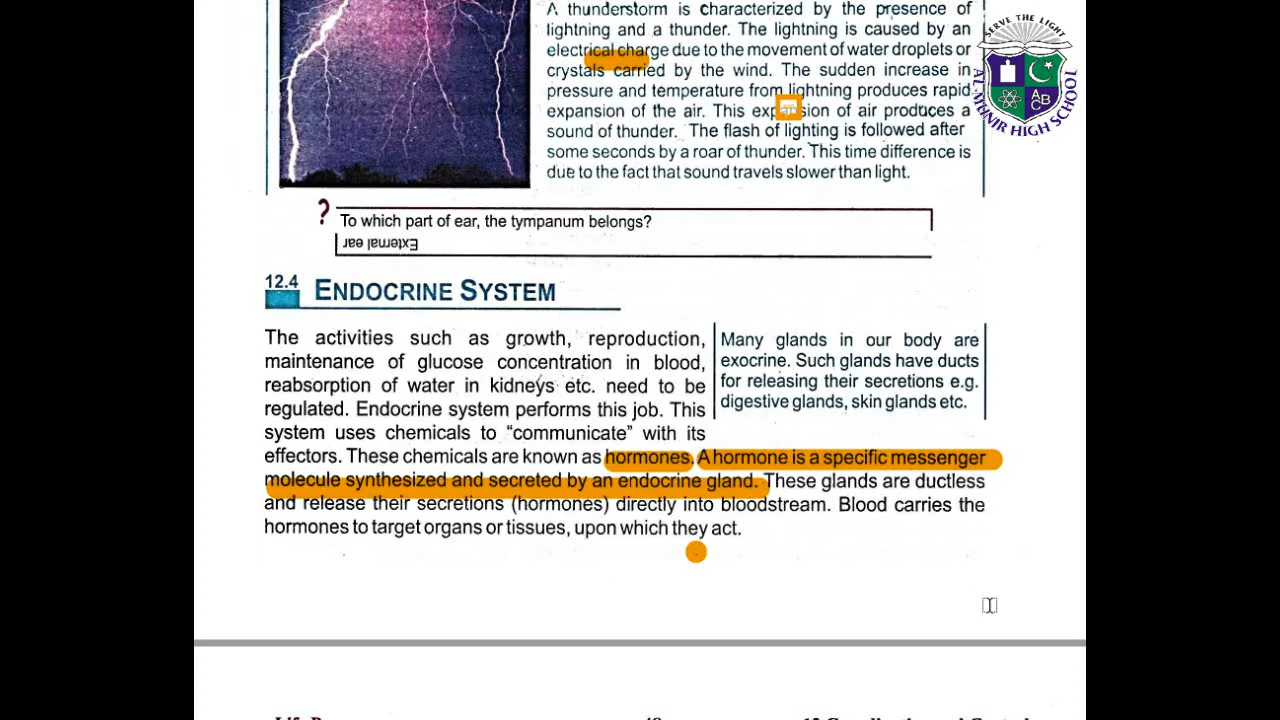 A thunderstorm is characterized by the presence of
lightning and a thunder. The lightning is caused by an
electrical charge due to the movement of water droplets or
crystals carried by the wind. The sudden increase in
pressure and temperature from lightning produces rapid
expansion of the air. This expansion of air produces a
sound of thunder. The flash of lighting is followed after
some seconds by a roar of thunder. This time difference is
due to the fact that sound travels slower than light.
SERVE THE LIGHT
A B
C
AL-MUNIR HIGH SCHOOL
? To which part of ear, the tympanum belongs?
External ear
12.4 ENDOCRINE SYSTEM
The activities such as growth, reproduction,
maintenance of glucose concentration in blood,
reabsorption of water in kidneys etc. need to be
regulated. Endocrine system performs this job. This
system uses chemicals to “communicate” with its
effectors. These chemicals are known as hormones. A hormone is a specific messenger
molecule synthesized and secreted by an endocrine gland. These glands are ductless
and release their secretions (hormones) directly into bloodstream. Blood carries the
hormones to target organs or tissues, upon which they act.
Many glands in our body are
exocrine. Such glands have ducts
for releasing their secretions e.g.
digestive glands, skin glands etc.